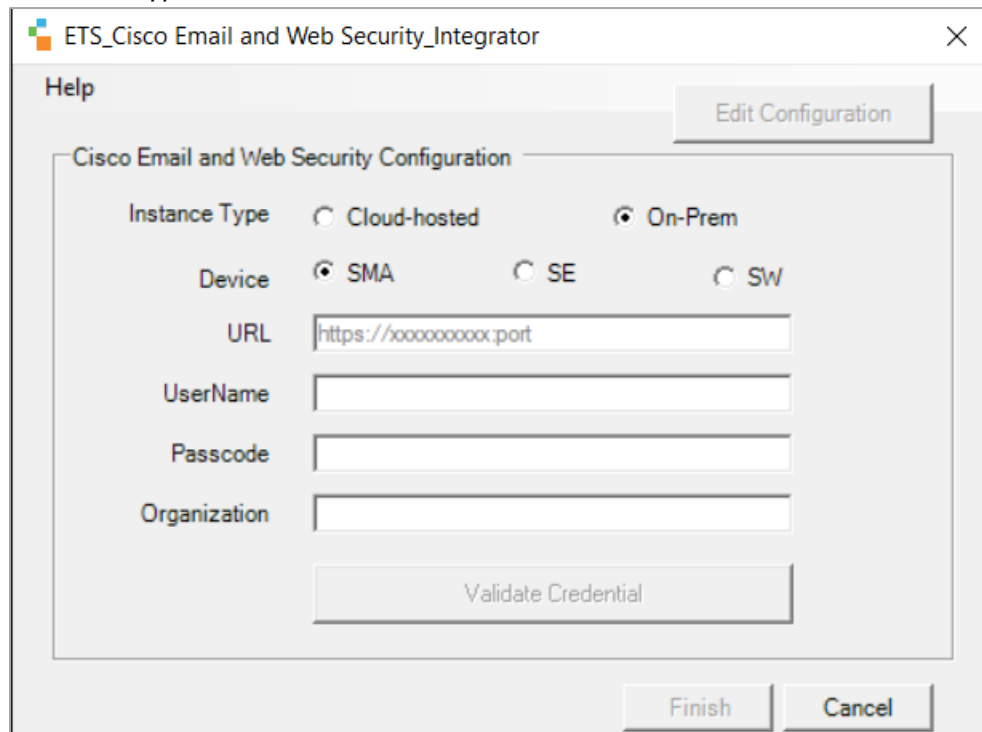 ETS_Cisco Email and Web Security_Integrator
Help
Edit Configuration
Cisco Email and Web Security Configuration
Instance Type Cloud-hosted On-Prem
Device SMA SE SW
URL https://xxxxxxxxxx:port
UserName
Passcode
Organization
Validate Credential
Finish Cancel